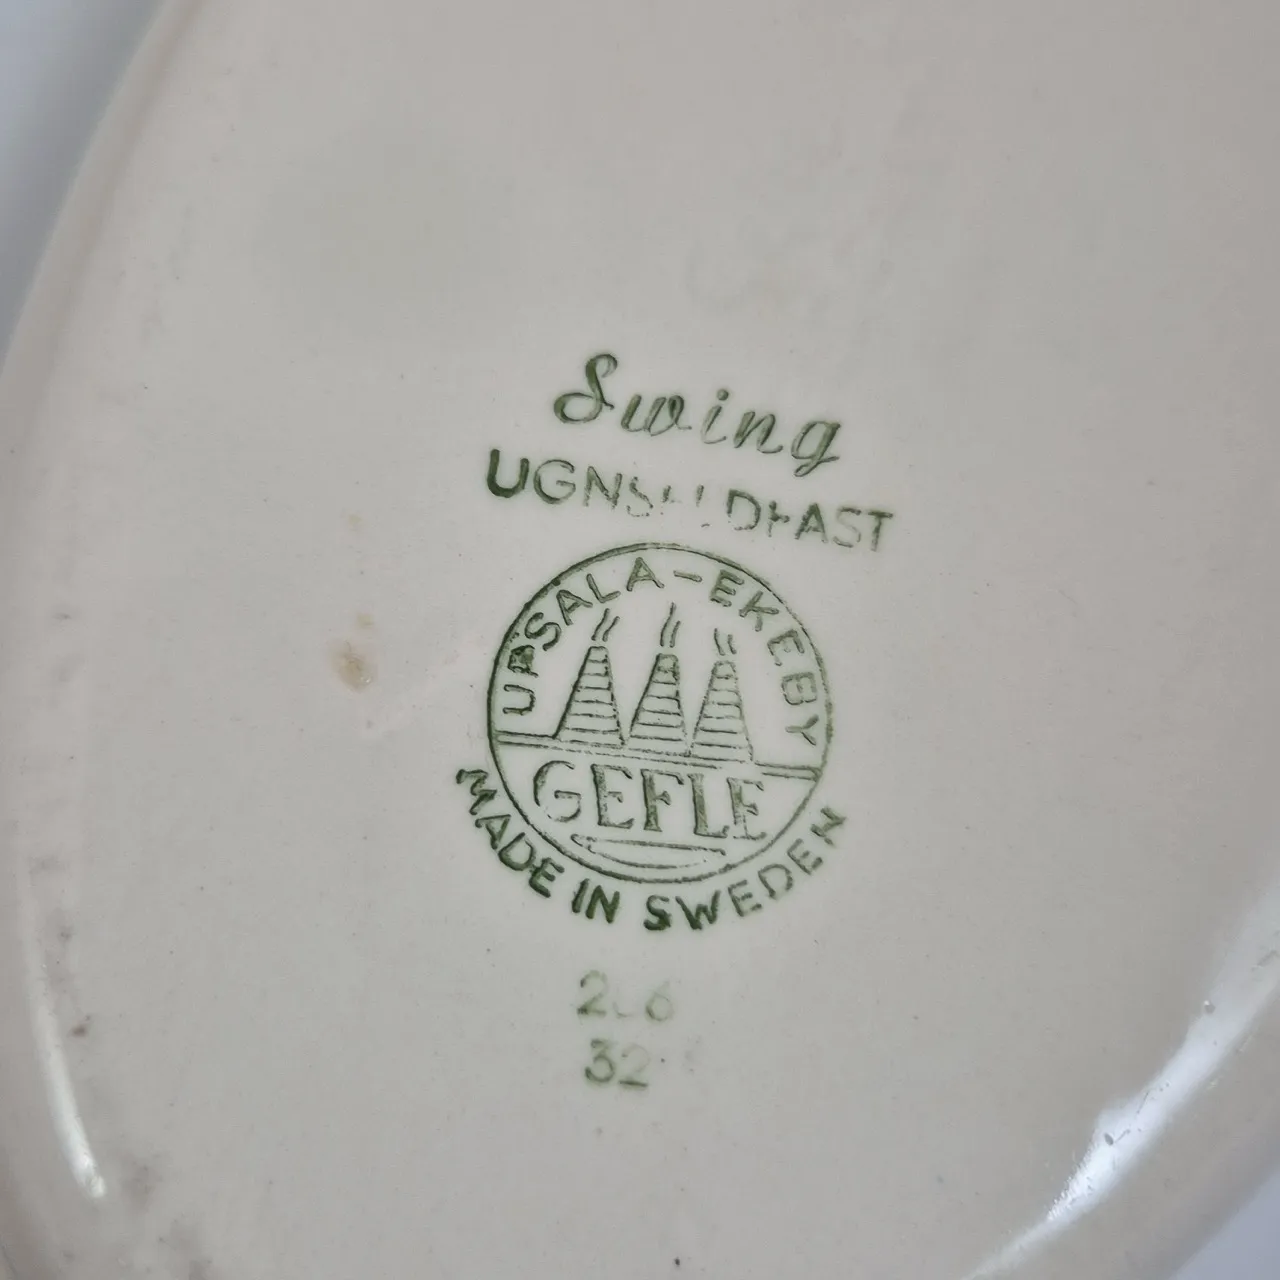 Swing
UPSALA-EKEBY
GEFLE
MADE IN SWEDEN